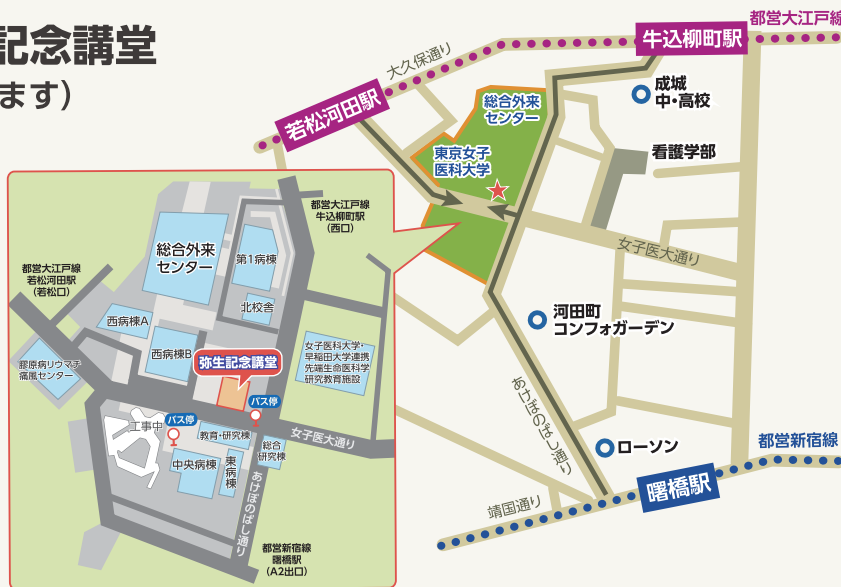 記念講堂
ます）
都営大江戸線
牛込柳町駅
大久保通り
若松河田駅
総合外来
センター
成城
中・高校
東京女子
医科大学
看護学部
女子医大通り
河田町
コンフォガーデン
あけぼのばし通り
ローソン
都営新宿線
曙橋駅
靖国通り
都営大江戸線
牛込柳町駅
（西口）
総合外来
センター
第1病棟
都営大江戸線
若松河田駅
（若松口）
北校舎
西病棟A
西病棟B
膠原病リウマチ
痛風センター
弥生記念講堂
女子医科大学・
早稲田大学連携
先端生命医科学
研究教育施設
バス停
バス停
工事中
教育・研究棟
女子医大通り
総合
研究棟
中央病棟
東病棟
あけぼのばし通り
都営新宿線
曙橋駅
（A2出口）